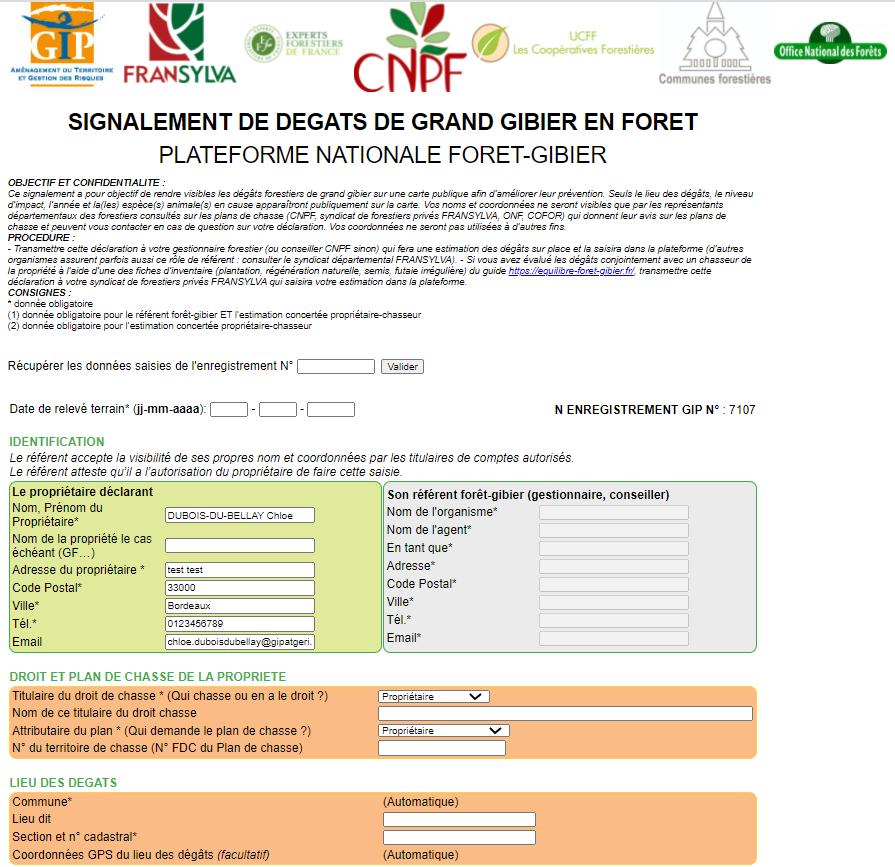 GIP
AMÉNAGEMENT DU TERRITOIRE
ET GESTION DES RISQUES
FRANSYLVA
EXPERTS
FORESTIERS
DE FRANCE
CNPF
UCFF
Les Coopératives Forestières
Communes forestières
Office National des Forêts
SIGNALEMENT DE DEGATS DE GRAND GIBIER EN FORET
PLATEFORME NATIONALE FORET-GIBIER
OBJECTIF ET CONFIDENTIALITE :
Ce signalement a pour objectif de rendre visibles les dégâts forestiers de grand gibier sur une carte publique afin d'améliorer leur prévention. Seuls le lieu des dégâts, le niveau
d'impact, l'année et la(les) espèce(s) animale(s) en cause apparaîtront publiquement sur la carte. Vos noms et coordonnées ne seront visibles que par les représentants
départementaux des forestiers consultés sur les plans de chasse (CNPF, syndicat de forestiers privés FRANSYLVA, ONF, COFOR) qui donnent leur avis sur les plans de
chasse et peuvent vous contacter en cas de question sur votre déclaration. Vos coordonnées ne seront pas utilisées à d'autres fins.
PROCEDURE :
- Transmettre cette déclaration à votre gestionnaire forestier (ou conseiller CNPF sinon) qui fera une estimation des dégâts sur place et la saisira dans la plateforme (d'autres
organismes assurent parfois aussi ce rôle de référent : consulter le syndicat départemental FRANSYLVA). - Si vous avez évalué les dégâts conjointement avec un chasseur de
la propriété à l'aide d'une des fiches d'inventaire (plantation, régénération naturelle, semis, futaie irrégulière) du guide https://equilibre-foret-gibier.fr/, transmettre cette
déclaration à votre syndicat de forestiers privés FRANSYLVA qui saisira votre estimation dans la plateforme.
CONSIGNES :
* donnée obligatoire
(1) donnée obligatoire pour le référent forêt-gibier ET l'estimation concertée propriétaire-chasseur
(2) donnée obligatoire pour l'estimation concertée propriétaire-chasseur
Récupérer les données saisies de l'enregistrement N° Valider
Date de relevé terrain* (jj-mm-aaaa): - - N ENREGISTREMENT GIP N° : 7107
IDENTIFICATION
Le référent accepte la visibilité de ses propres nom et coordonnées par les titulaires de comptes autorisés.
Le référent atteste qu'il a l'autorisation du propriétaire de faire cette saisie.
Le propriétaire déclarant
Nom, Prénom du
Propriétaire* DUBOIS-DU-BELLAY Chloe
Nom de la propriété le cas
échéant (GF…)
Adresse du propriétaire * test test
Code Postal* 33000
Ville* Bordeaux
Tél.* 0123456789
Email chloe.duboisdubellay@gipatgeri.
Son référent forêt-gibier (gestionnaire, conseiller)
Nom de l'organisme*
Nom de l'agent*
En tant que*
Adresse*
Code Postal*
Ville*
Tél.*
Email*
DROIT ET PLAN DE CHASSE DE LA PROPRIETE
Titulaire du droit de chasse * (Qui chasse ou en a le droit ?) Propriétaire
Nom de ce titulaire du droit chasse
Attributaire du plan * (Qui demande le plan de chasse ?) Propriétaire
N° du territoire de chasse (N° FDC du Plan de chasse)
LIEU DES DEGATS
Commune* (Automatique)
Lieu dit
Section et n° cadastral*
Coordonnées GPS du lieu des dégâts (facultatif) (Automatique)